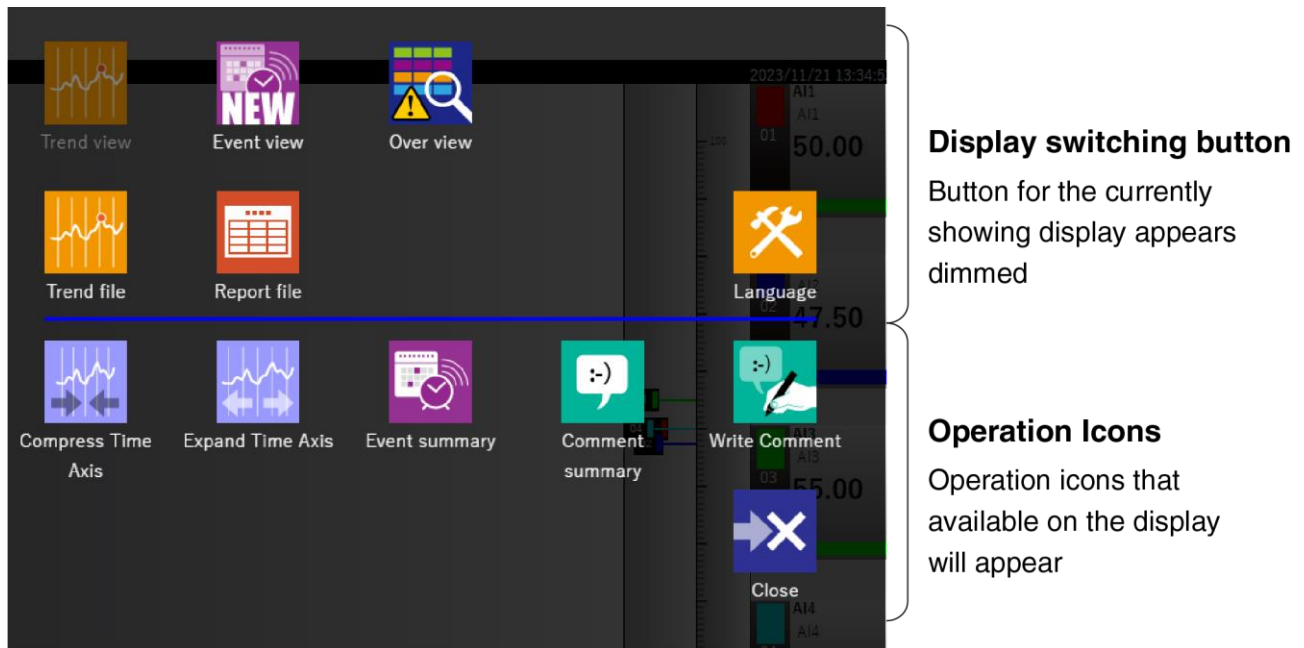 2023/11/21 13:34:5
AI1
AI1
01
100
50.00
NEW
Trend view
Event view
Over view
Display switching button
Button for the currently
showing display appears
dimmed
Trend file
Report file
Language
02
47.50
:-)
:-)
Compress Time
Axis
Expand Time Axis
Event summary
Comment
summary
Write Comment
AI3
AI3
03
55.00
Operation Icons
Operation icons that
available on the display
will appear
Close
AI4
AI4